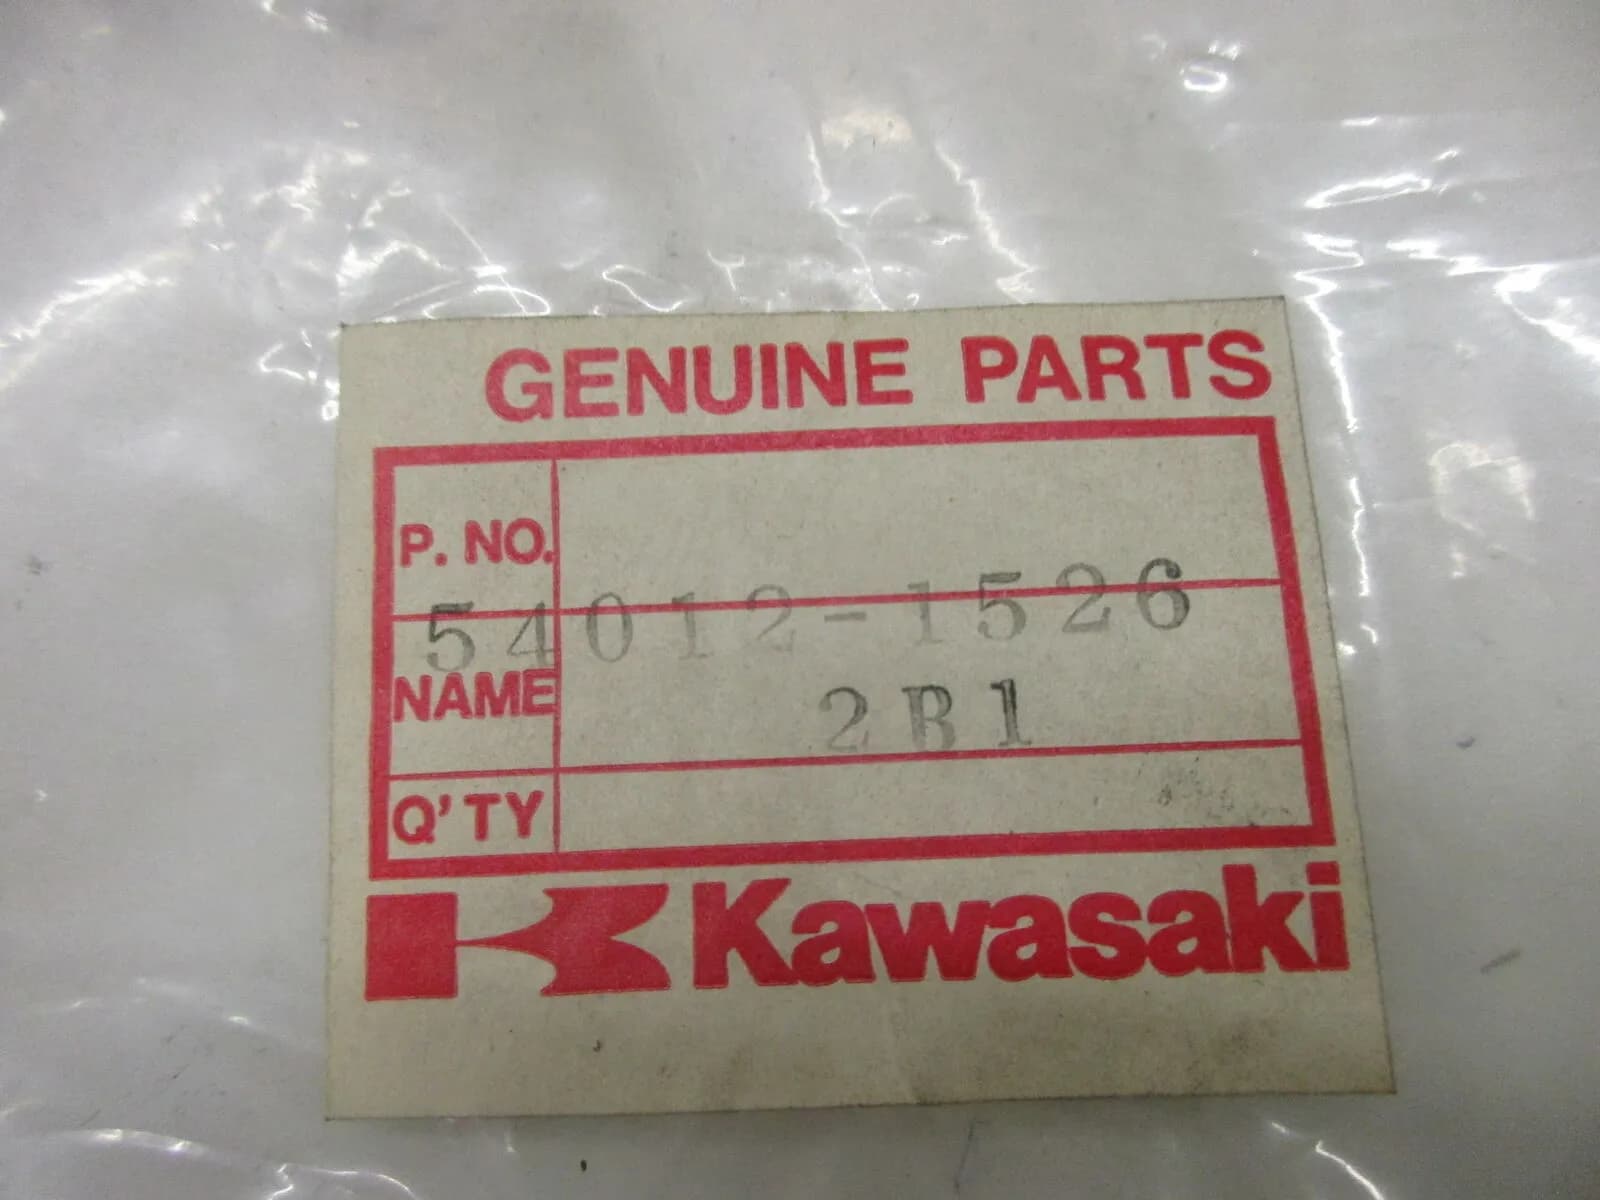 GENUINE PARTS
P. NO.
54012-1526
NAME
2B1
Q'TY
Kawasaki